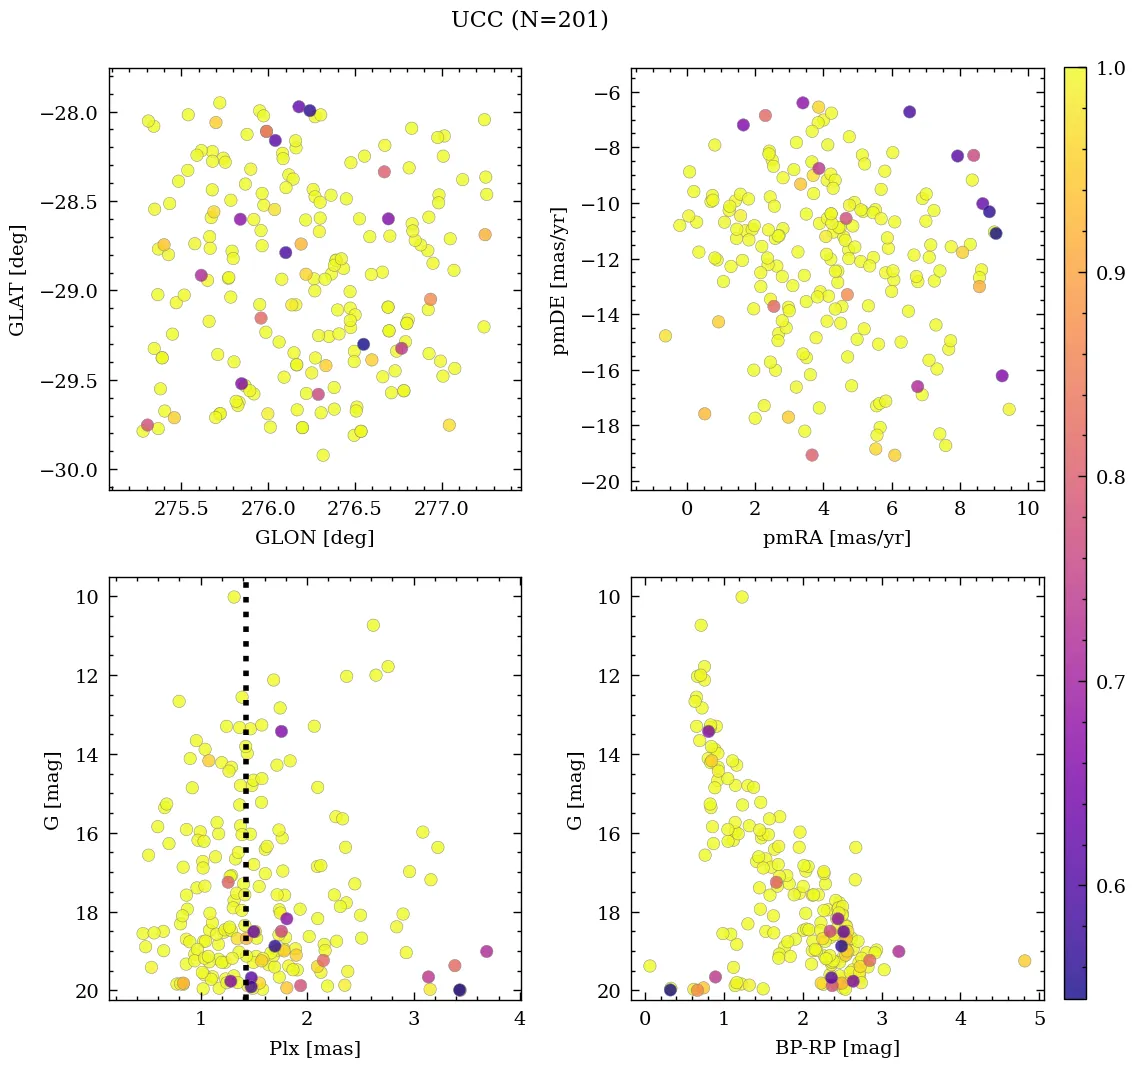 UCC (N=201)
−28.0
−28.5
−29.0
−29.5
−30.0
GLAT [deg]
275.5 276.0 276.5 277.0
GLON [deg]
−6
−8
−10
−12
−14
−16
−18
−20
pmDE [mas/yr]
0 2 4 6 8 10
pmRA [mas/yr]
1.0
0.9
0.8
0.7
0.6
10
12
14
16
18
20
G [mag]
1 2 3 4
Plx [mas]
10
12
14
16
18
20
G [mag]
0 1 2 3 4 5
BP-RP [mag]